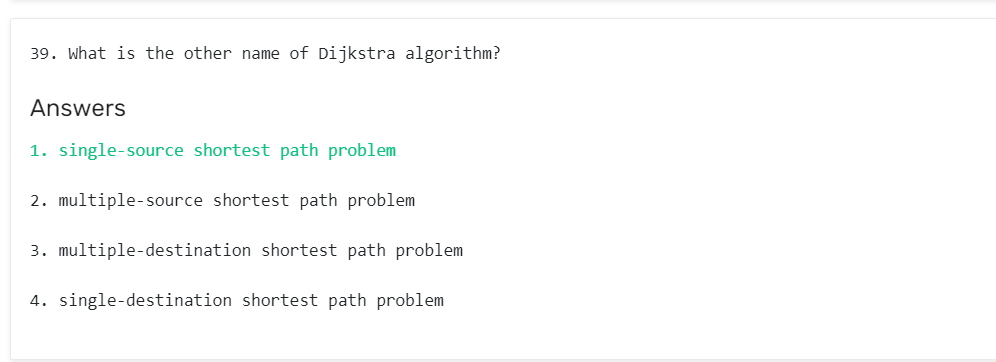 39. What is the other name of Dijkstra algorithm?
Answers
1. single-source shortest path problem
2. multiple-source shortest path problem
3. multiple-destination shortest path problem
4. single-destination shortest path problem